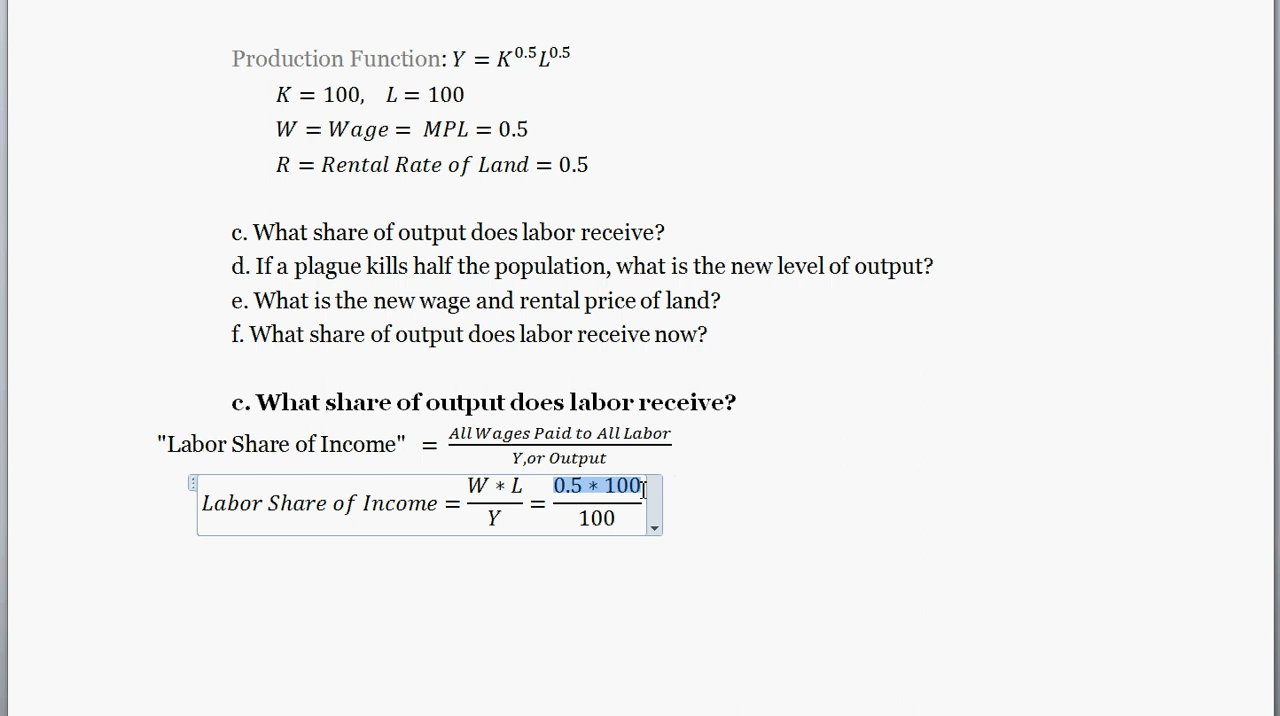 Production Function: Y = K^0.5 L^0.5
K = 100, L = 100
W = Wage = MPL = 0.5
R = Rental Rate of Land = 0.5
c. What share of output does labor receive?
d. If a plague kills half the population, what is the new level of output?
e. What is the new wage and rental price of land?
f. What share of output does labor receive now?
c. What share of output does labor receive?
"Labor Share of Income" = All Wages Paid to All Labor / Y,or Output
Labor Share of Income = W * L / Y = 0.5 * 100 / 100